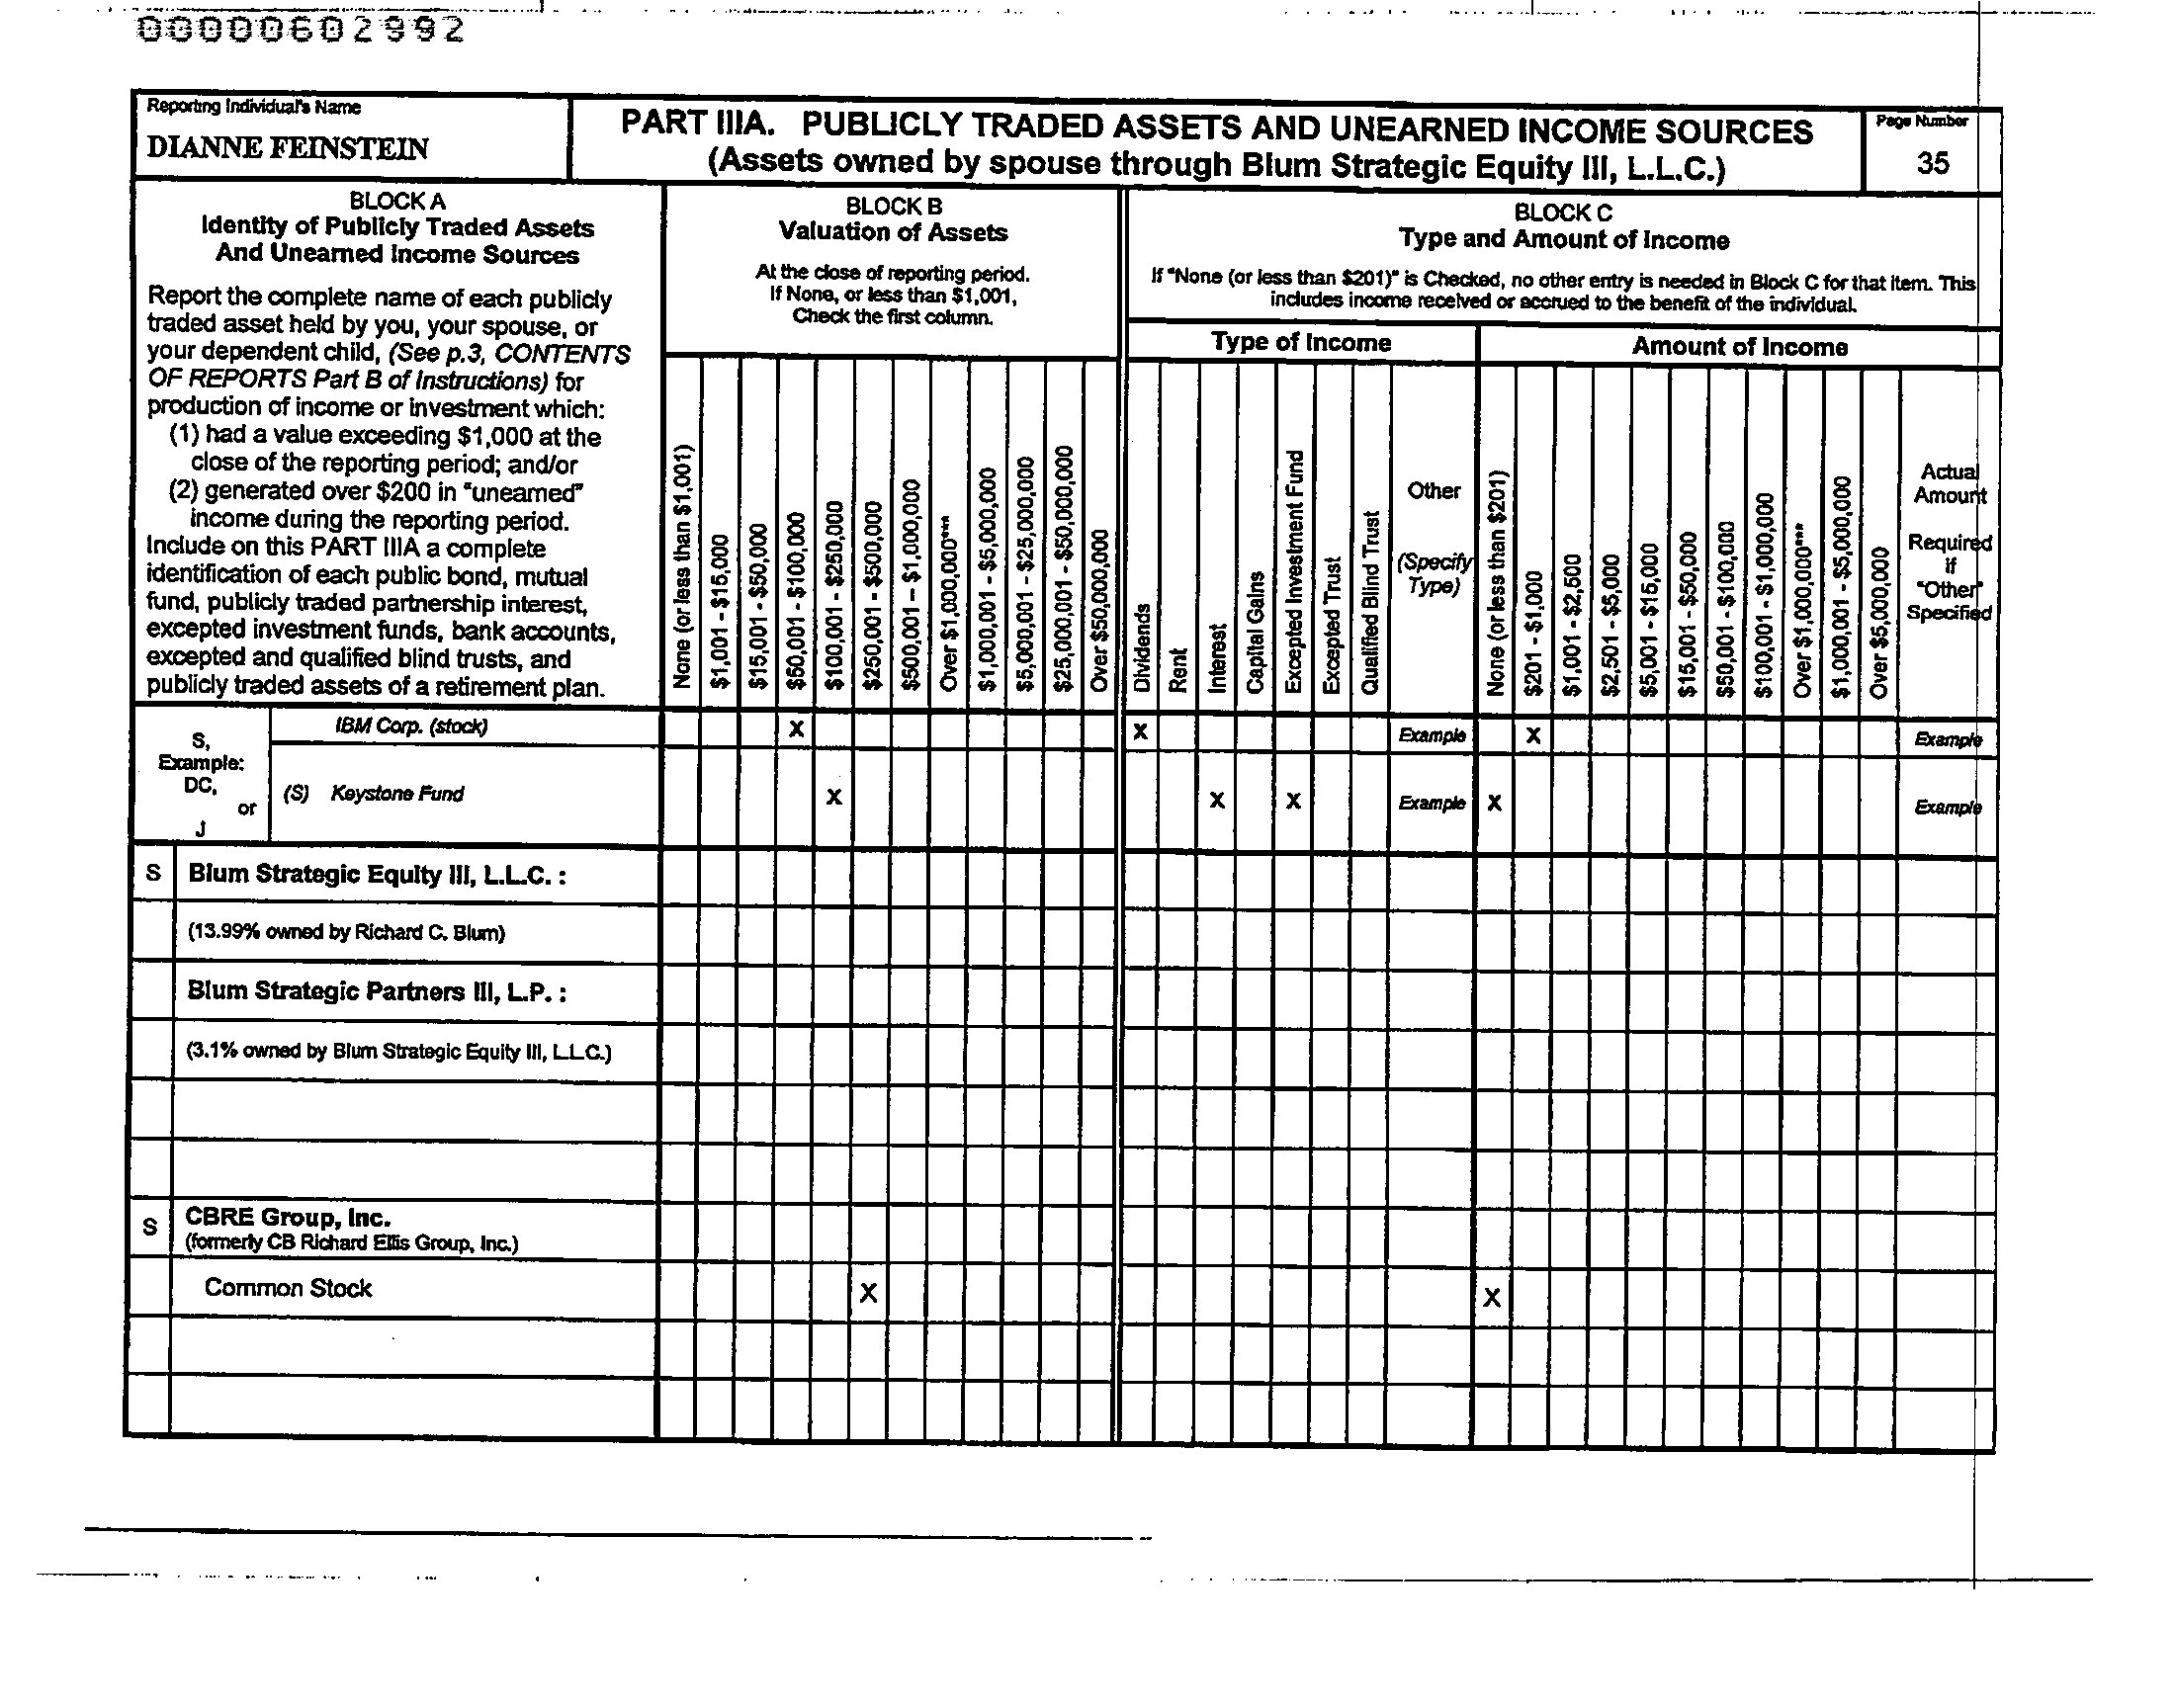 00000602992
Reporting Individual's Name
DIANNE FEINSTEIN
PART IIIA. PUBLICLY TRADED ASSETS AND UNEARNED INCOME SOURCES
(Assets owned by spouse through Blum Strategic Equity III, L.L.C.)
Page Number
35
BLOCK A
Identity of Publicly Traded Assets
And Unearned Income Sources
Report the complete name of each publicly
traded asset held by you, your spouse, or
your dependent child, (See p.3, CONTENTS
OF REPORTS Part B of Instructions) for
production of income or investment which:
(1) had a value exceeding $1,000 at the
close of the reporting period; and/or
(2) generated over $200 in "unearned"
income during the reporting period.
Include on this PART IIIA a complete
identification of each public bond, mutual
fund, publicly traded partnership interest,
excepted investment funds, bank accounts,
excepted and qualified blind trusts, and
publicly traded assets of a retirement plan.
BLOCK B
Valuation of Assets
At the close of reporting period.
If None, or less than $1,001,
Check the first column.
None (or less than $1,001)
$1,001 - $15,000
$15,001 - $50,000
$50,001 - $100,000
$100,001 - $250,000
$250,001 - $500,000
$500,001 – $1,000,000
Over $1,000,000***
$1,000,001 - $5,000,000
$5,000,001 - $25,000,000
$25,000,001 - $50,000,000
Over $50,000,000
BLOCK C
Type and Amount of Income
If "None (or less than $201)" is Checked, no other entry is needed in Block C for that item. This
includes income received or accrued to the benefit of the individual.
Type of Income
Dividends
Rent
Interest
Capital Gains
Excepted Investment Fund
Excepted Trust
Qualified Blind Trust
Other
(Specify
Type)
Amount of Income
None (or less than $201)
$201 - $1,000
$1,001 - $2,500
$2,501 - $5,000
$5,001 - $15,000
$15,001 - $50,000
$50,001 - $100,000
$100,001 - $1,000,000
Over $1,000,000***
$1,000,001 - $5,000,000
Over $5,000,000
Actual
Amount
Required
if
"Other"
Specified
S,
Example:
DC,
or
J
IBM Corp. (stock) X X Example X Example
(S) Keystone Fund X X X Example X Example
S Blum Strategic Equity III, L.L.C. :
(13.99% owned by Richard C. Blum)
Blum Strategic Partners III, L.P. :
(3.1% owned by Blum Strategic Equity III, L.L.C.)
S CBRE Group, Inc.
(formerly CB Richard Ellis Group, Inc.)
Common Stock X X